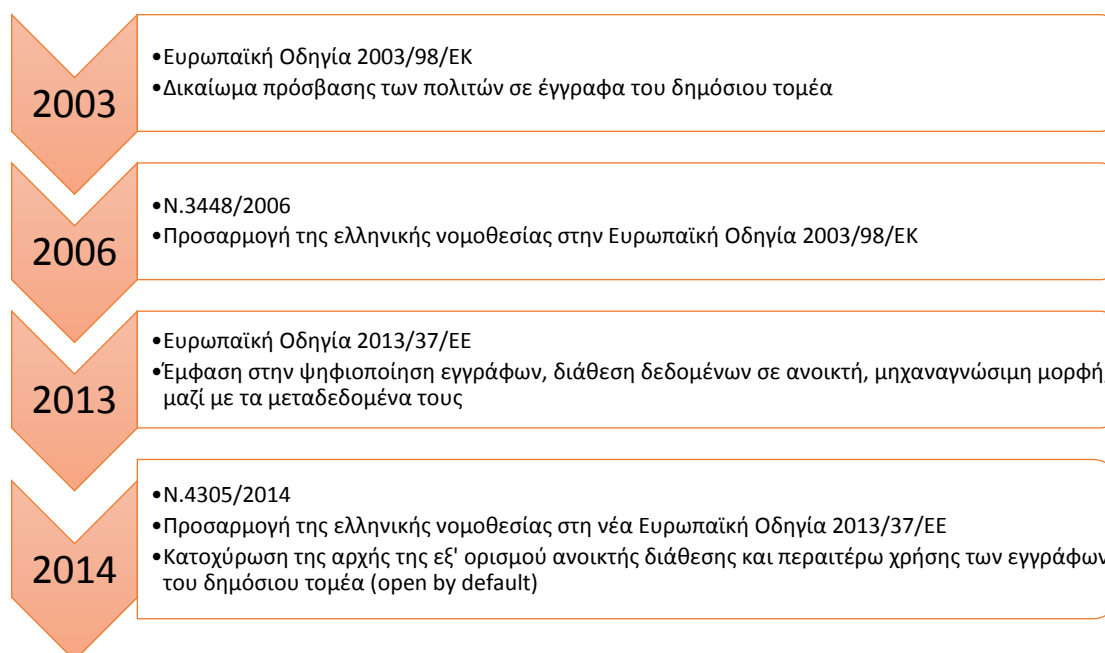 2003
•Ευρωπαϊκή Οδηγία 2003/98/ΕΚ
•Δικαίωμα πρόσβασης των πολιτών σε έγγραφα του δημόσιου τομέα
2006
•Ν.3448/2006
•Προσαρμογή της ελληνικής νομοθεσίας στην Ευρωπαϊκή Οδηγία 2003/98/ΕΚ
2013
•Ευρωπαϊκή Οδηγία 2013/37/ΕΕ
•Έμφαση στην ψηφιοποίηση εγγράφων, διάθεση δεδομένων σε ανοικτή, μηχαναγνώσιμη μορφή,
μαζί με τα μεταδεδομένα τους
2014
•Ν.4305/2014
•Προσαρμογή της ελληνικής νομοθεσίας στη νέα Ευρωπαϊκή Οδηγία 2013/37/ΕΕ
•Κατοχύρωση της αρχής της εξ' ορισμού ανοικτής διάθεσης και περαιτέρω χρήσης των εγγράφων
του δημόσιου τομέα (open by default)